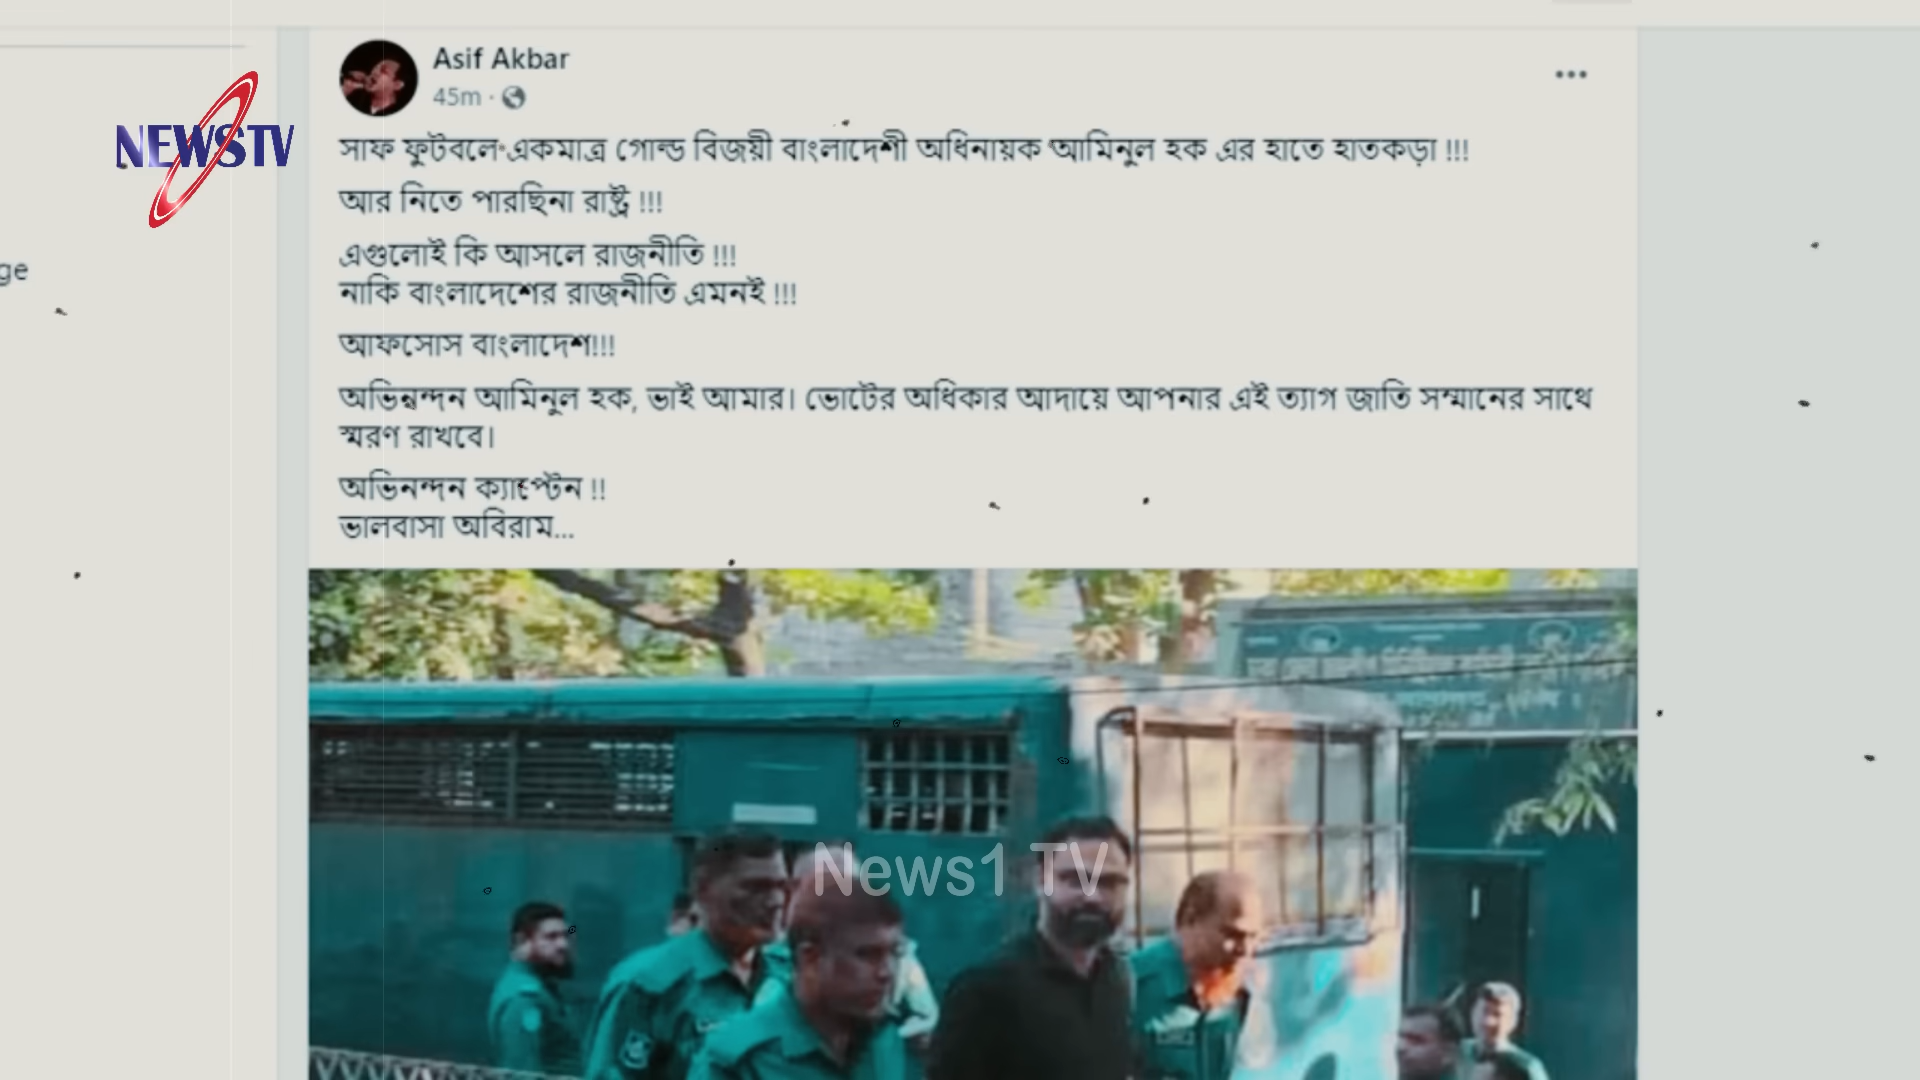 NEWSTV
ge
Asif Akbar
45m ·
সাফ ফুটবলে একমাত্র গোল্ড বিজয়ী বাংলাদেশী অধিনায়ক আমিনুল হক এর হাতে হাতকড়া !!!
আর নিতে পারছিনা রাষ্ট্র !!!
এগুলোই কি আসলে রাজনীতি !!!
নাকি বাংলাদেশের রাজনীতি এমনই !!!
আফসোস বাংলাদেশ!!!
অভিন্নন্দন আমিনুল হক, ভাই আমার। ভোটের অধিকার আদায়ে আপনার এই ত্যাগ জাতি সম্মানের সাথে
স্মরণ রাখবে।
অভিনন্দন ক্যাপ্টেন !!
ভালবাসা অবিরাম...
News1 TV